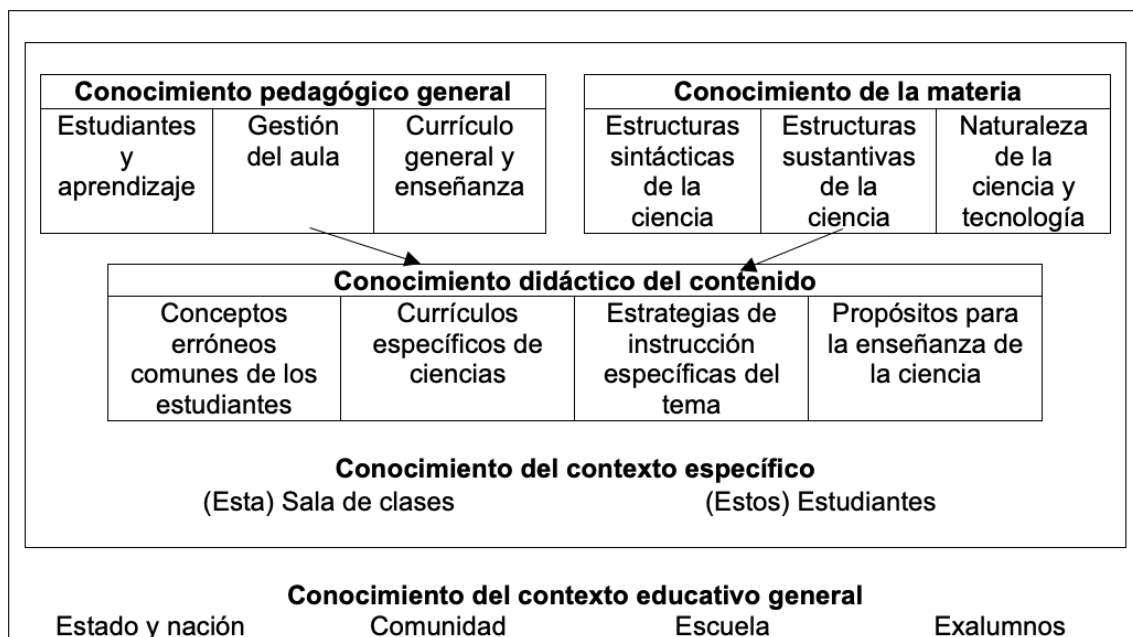 Conocimiento pedagógico general
Estudiantes
y
aprendizaje
Gestión
del aula
Currículo
general y
enseñanza
Conocimiento de la materia
Estructuras
sintácticas
de la
ciencia
Estructuras
sustantivas
de la
ciencia
Naturaleza
de la
ciencia y
tecnología
Conocimiento didáctico del contenido
Conceptos
erróneos
comunes de los
estudiantes
Currículos
específicos de
ciencias
Estrategias de
instrucción
específicas del
tema
Propósitos para
la enseñanza de
la ciencia
Conocimiento del contexto específico
(Esta) Sala de clases
(Estos) Estudiantes
Conocimiento del contexto educativo general
Estado y nación
Comunidad
Escuela
Exalumnos